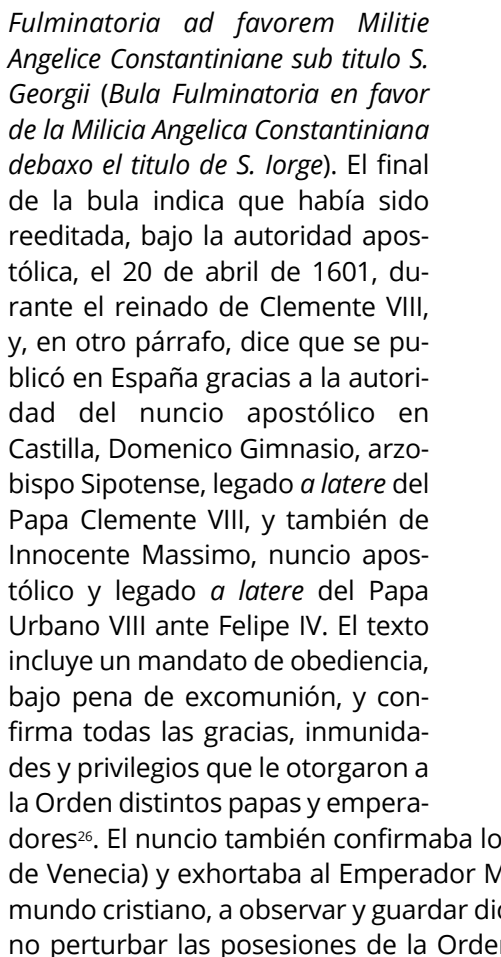 Fulminatoria ad favorem Militie
Angelice Constantiniane sub titulo S.
Georgii (Bula Fulminatoria en favor
de la Milicia Angelica Constantiniana
debaxo el titulo de S. Iorge). El final
de la bula indica que había sido
reeditada, bajo la autoridad apos-
tólica, el 20 de abril de 1601, du-
rante el reinado de Clemente VIII,
y, en otro párrafo, dice que se pu-
blicó en España gracias a la autori-
dad del nuncio apostólico en
Castilla, Domenico Gimnasio, arzo-
bispo Sipotense, legado a latere del
Papa Clemente VIII, y también de
Innocente Massimo, nuncio apos-
tólico y legado a latere del Papa
Urbano VIII ante Felipe IV. El texto
incluye un mandato de obediencia,
bajo pena de excomunión, y con-
firma todas las gracias, inmunida-
des y privilegios que le otorgaron a
la Orden distintos papas y empera-
dores²⁶. El nuncio también confirmaba lo
de Venecia) y exhortaba al Emperador M
mundo cristiano, a observar y guardar dic
no perturbar las posesiones de la Orden